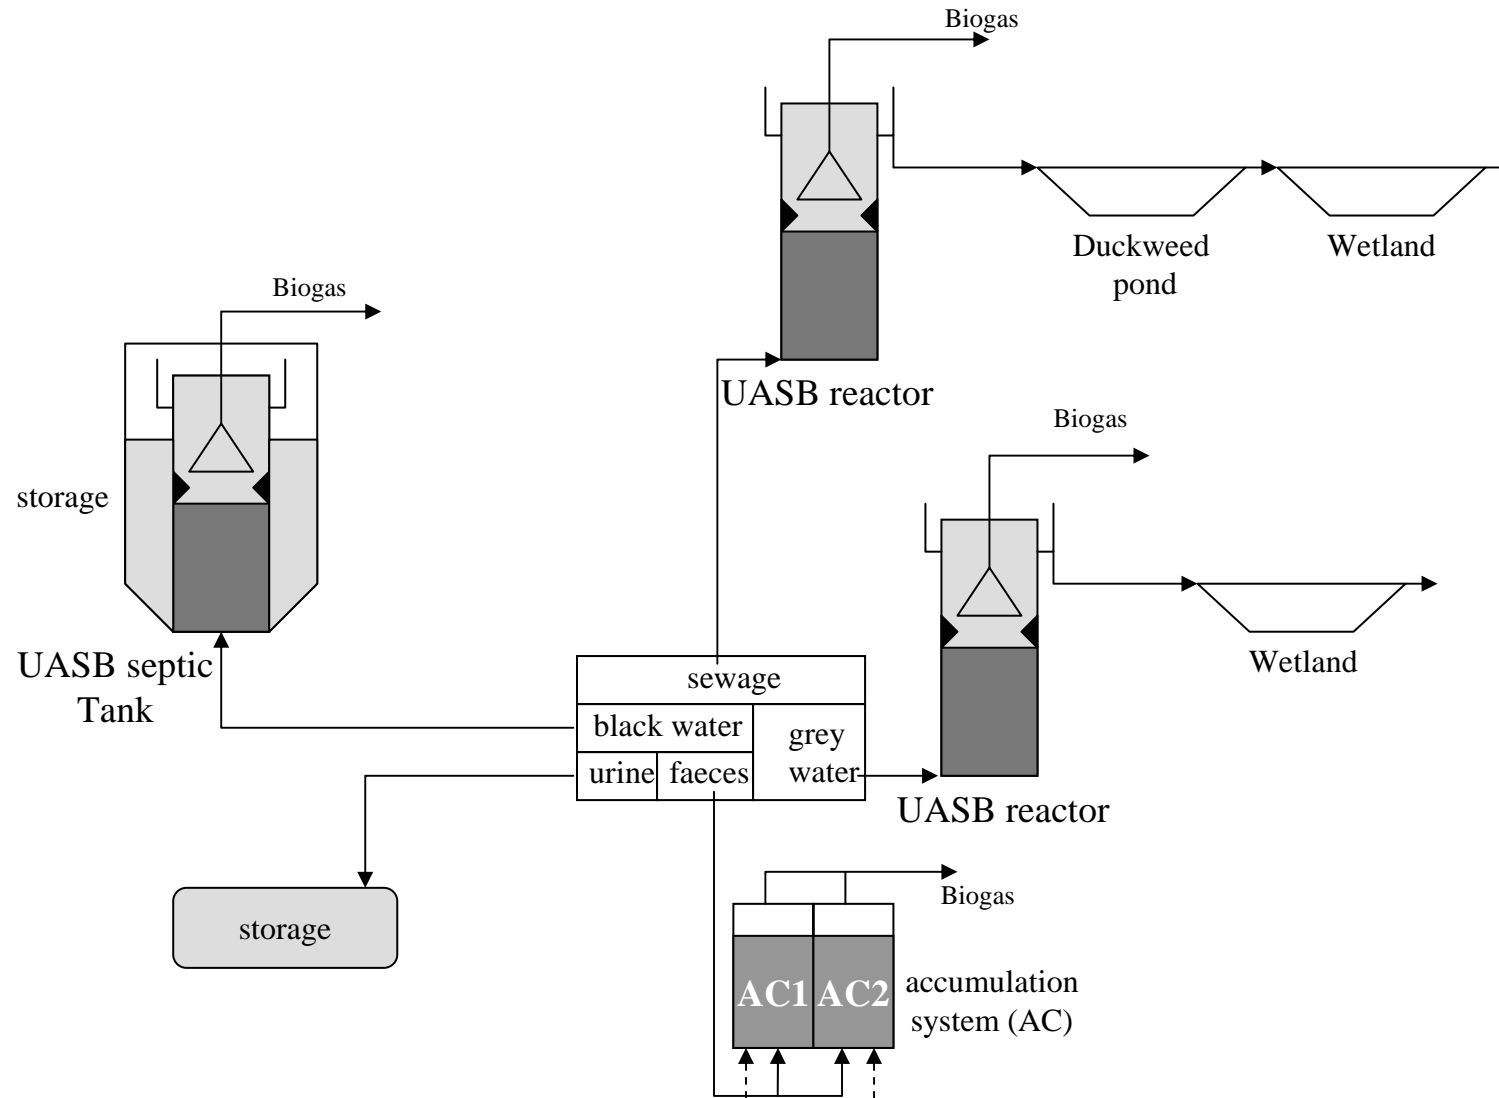 Biogas
Duckweed
pond
Wetland
Biogas
UASB reactor
Biogas
storage
UASB septic
Tank
Wetland
sewage
black water
grey
water
urine
faeces
UASB reactor
Biogas
storage
AC1
AC2
accumulation
system (AC)